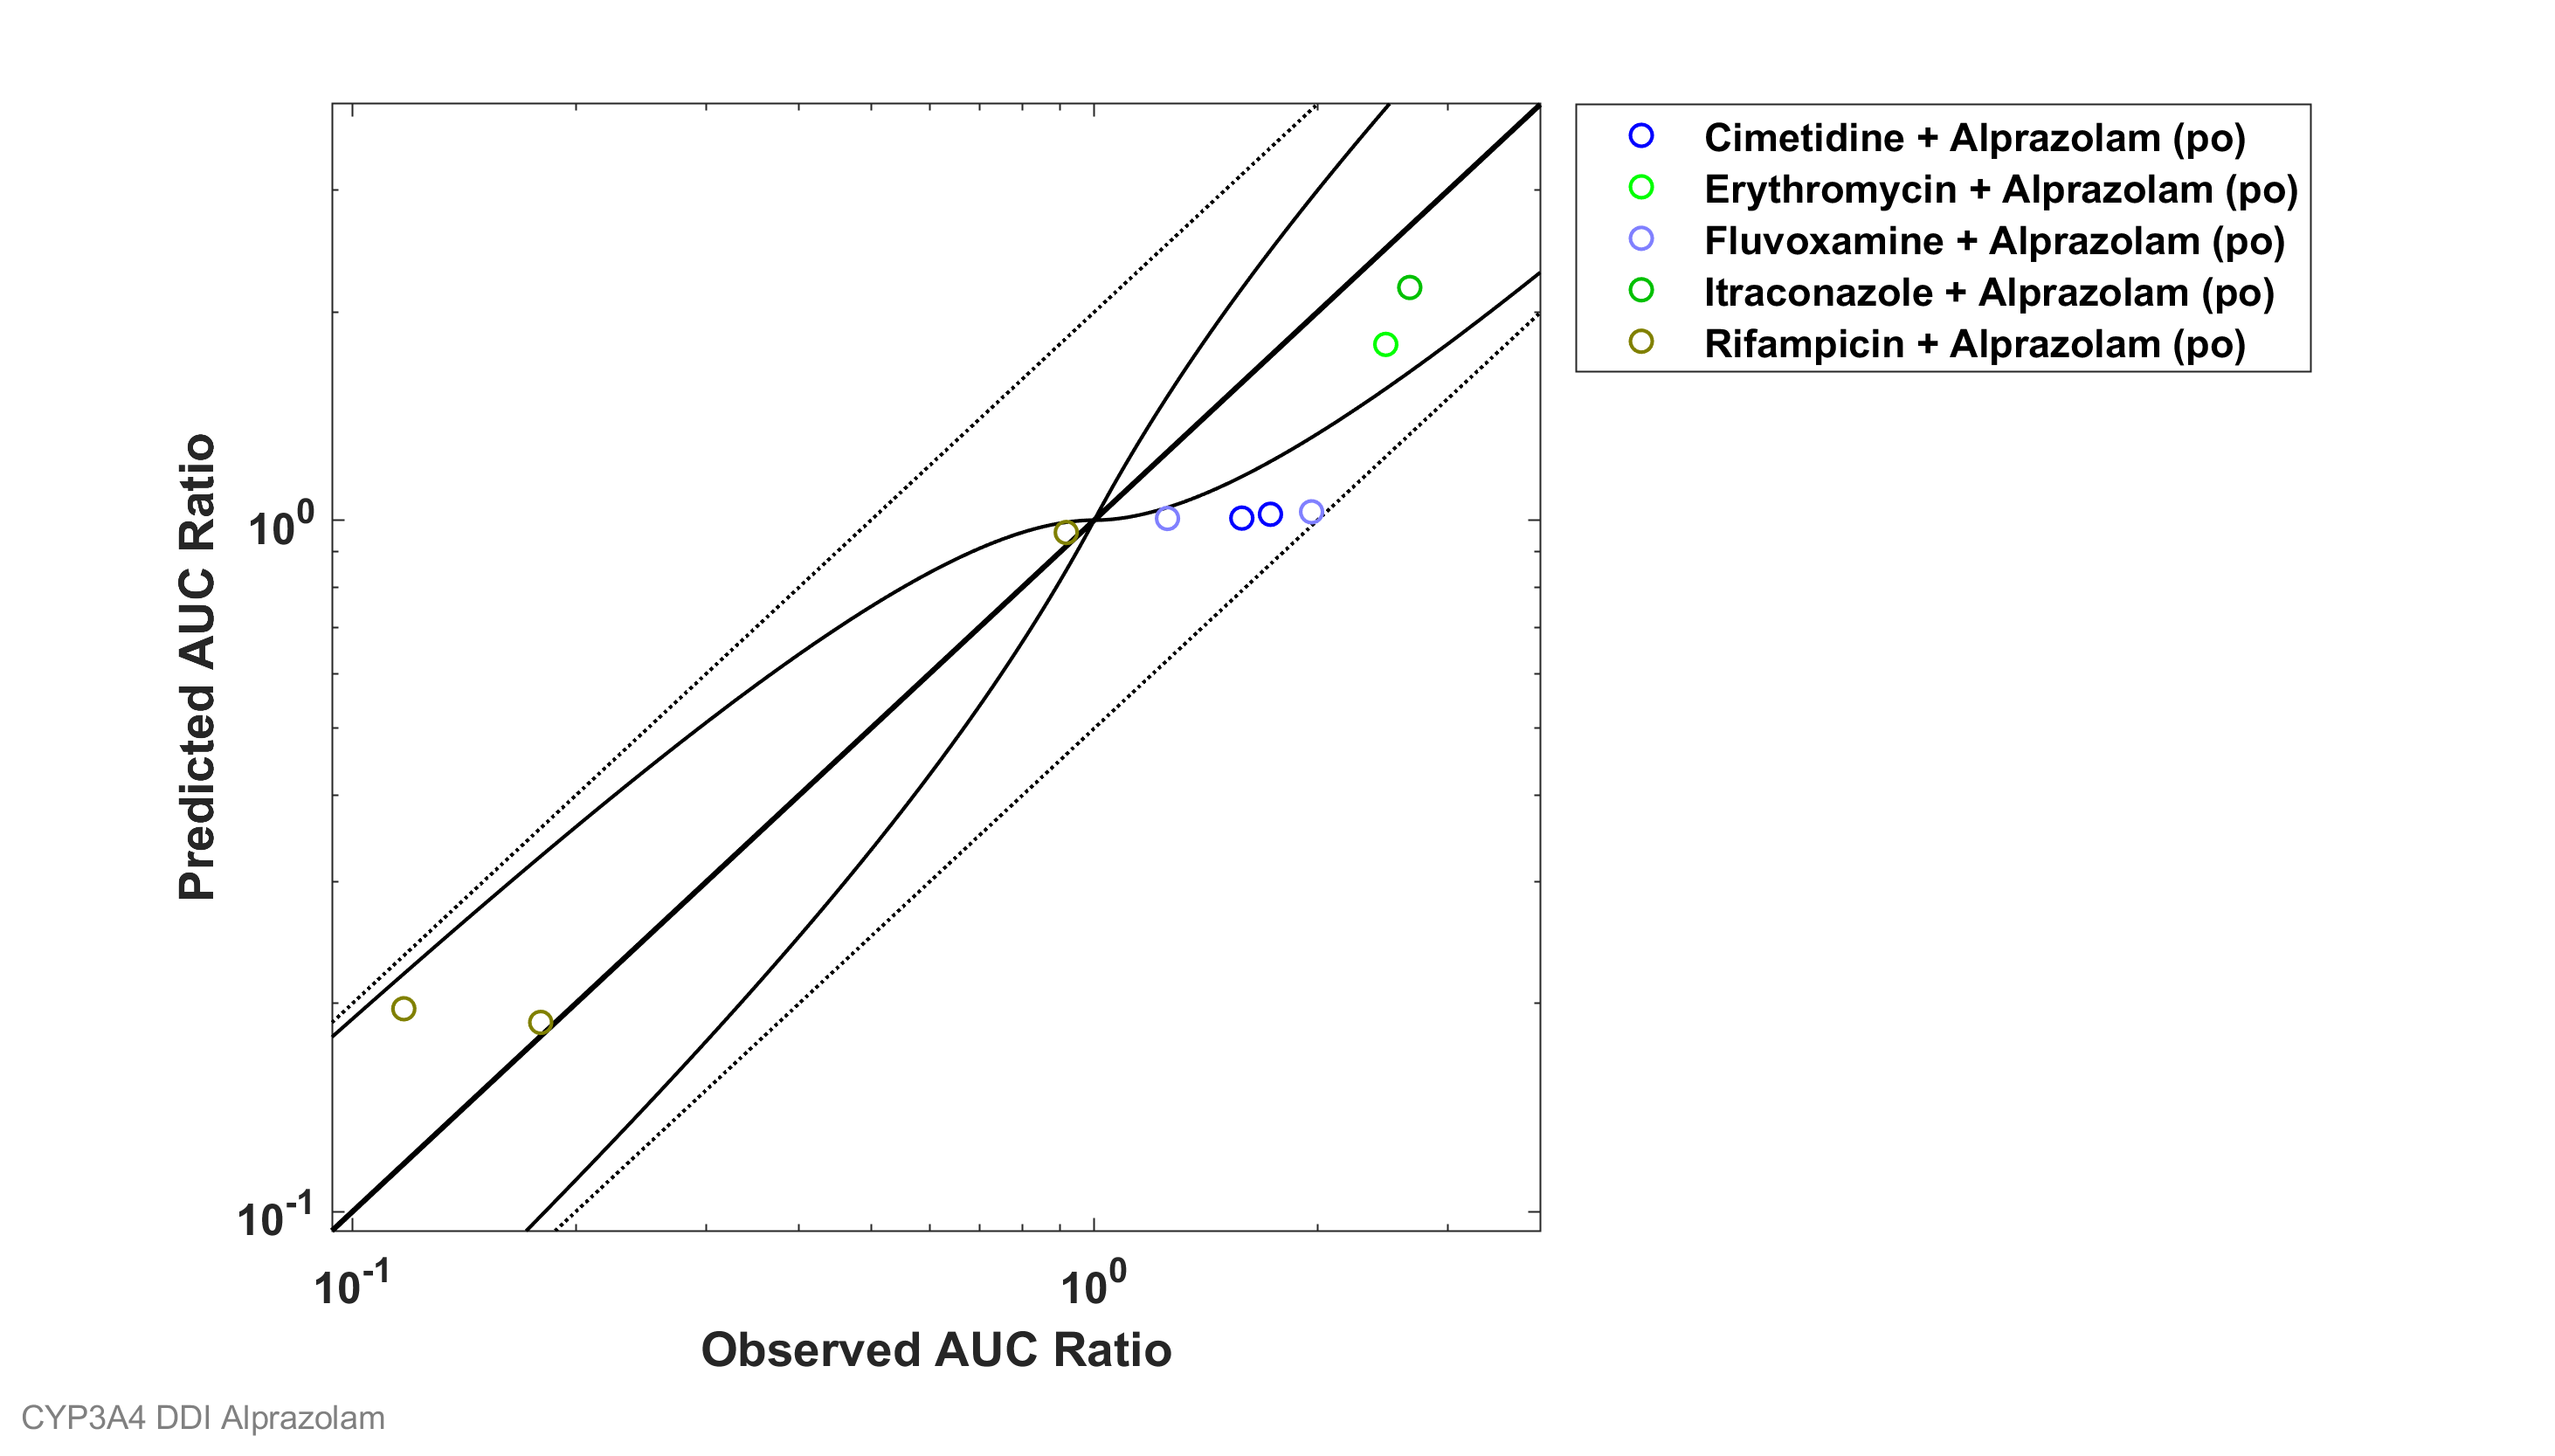 Cimetidine + Alprazolam (po)
Erythromycin + Alprazolam (po)
Fluvoxamine + Alprazolam (po)
Itraconazole + Alprazolam (po)
Rifampicin + Alprazolam (po)
Predicted AUC Ratio
10^0
10^-1
10^-1 10^0
Observed AUC Ratio
CYP3A4 DDI Alprazolam